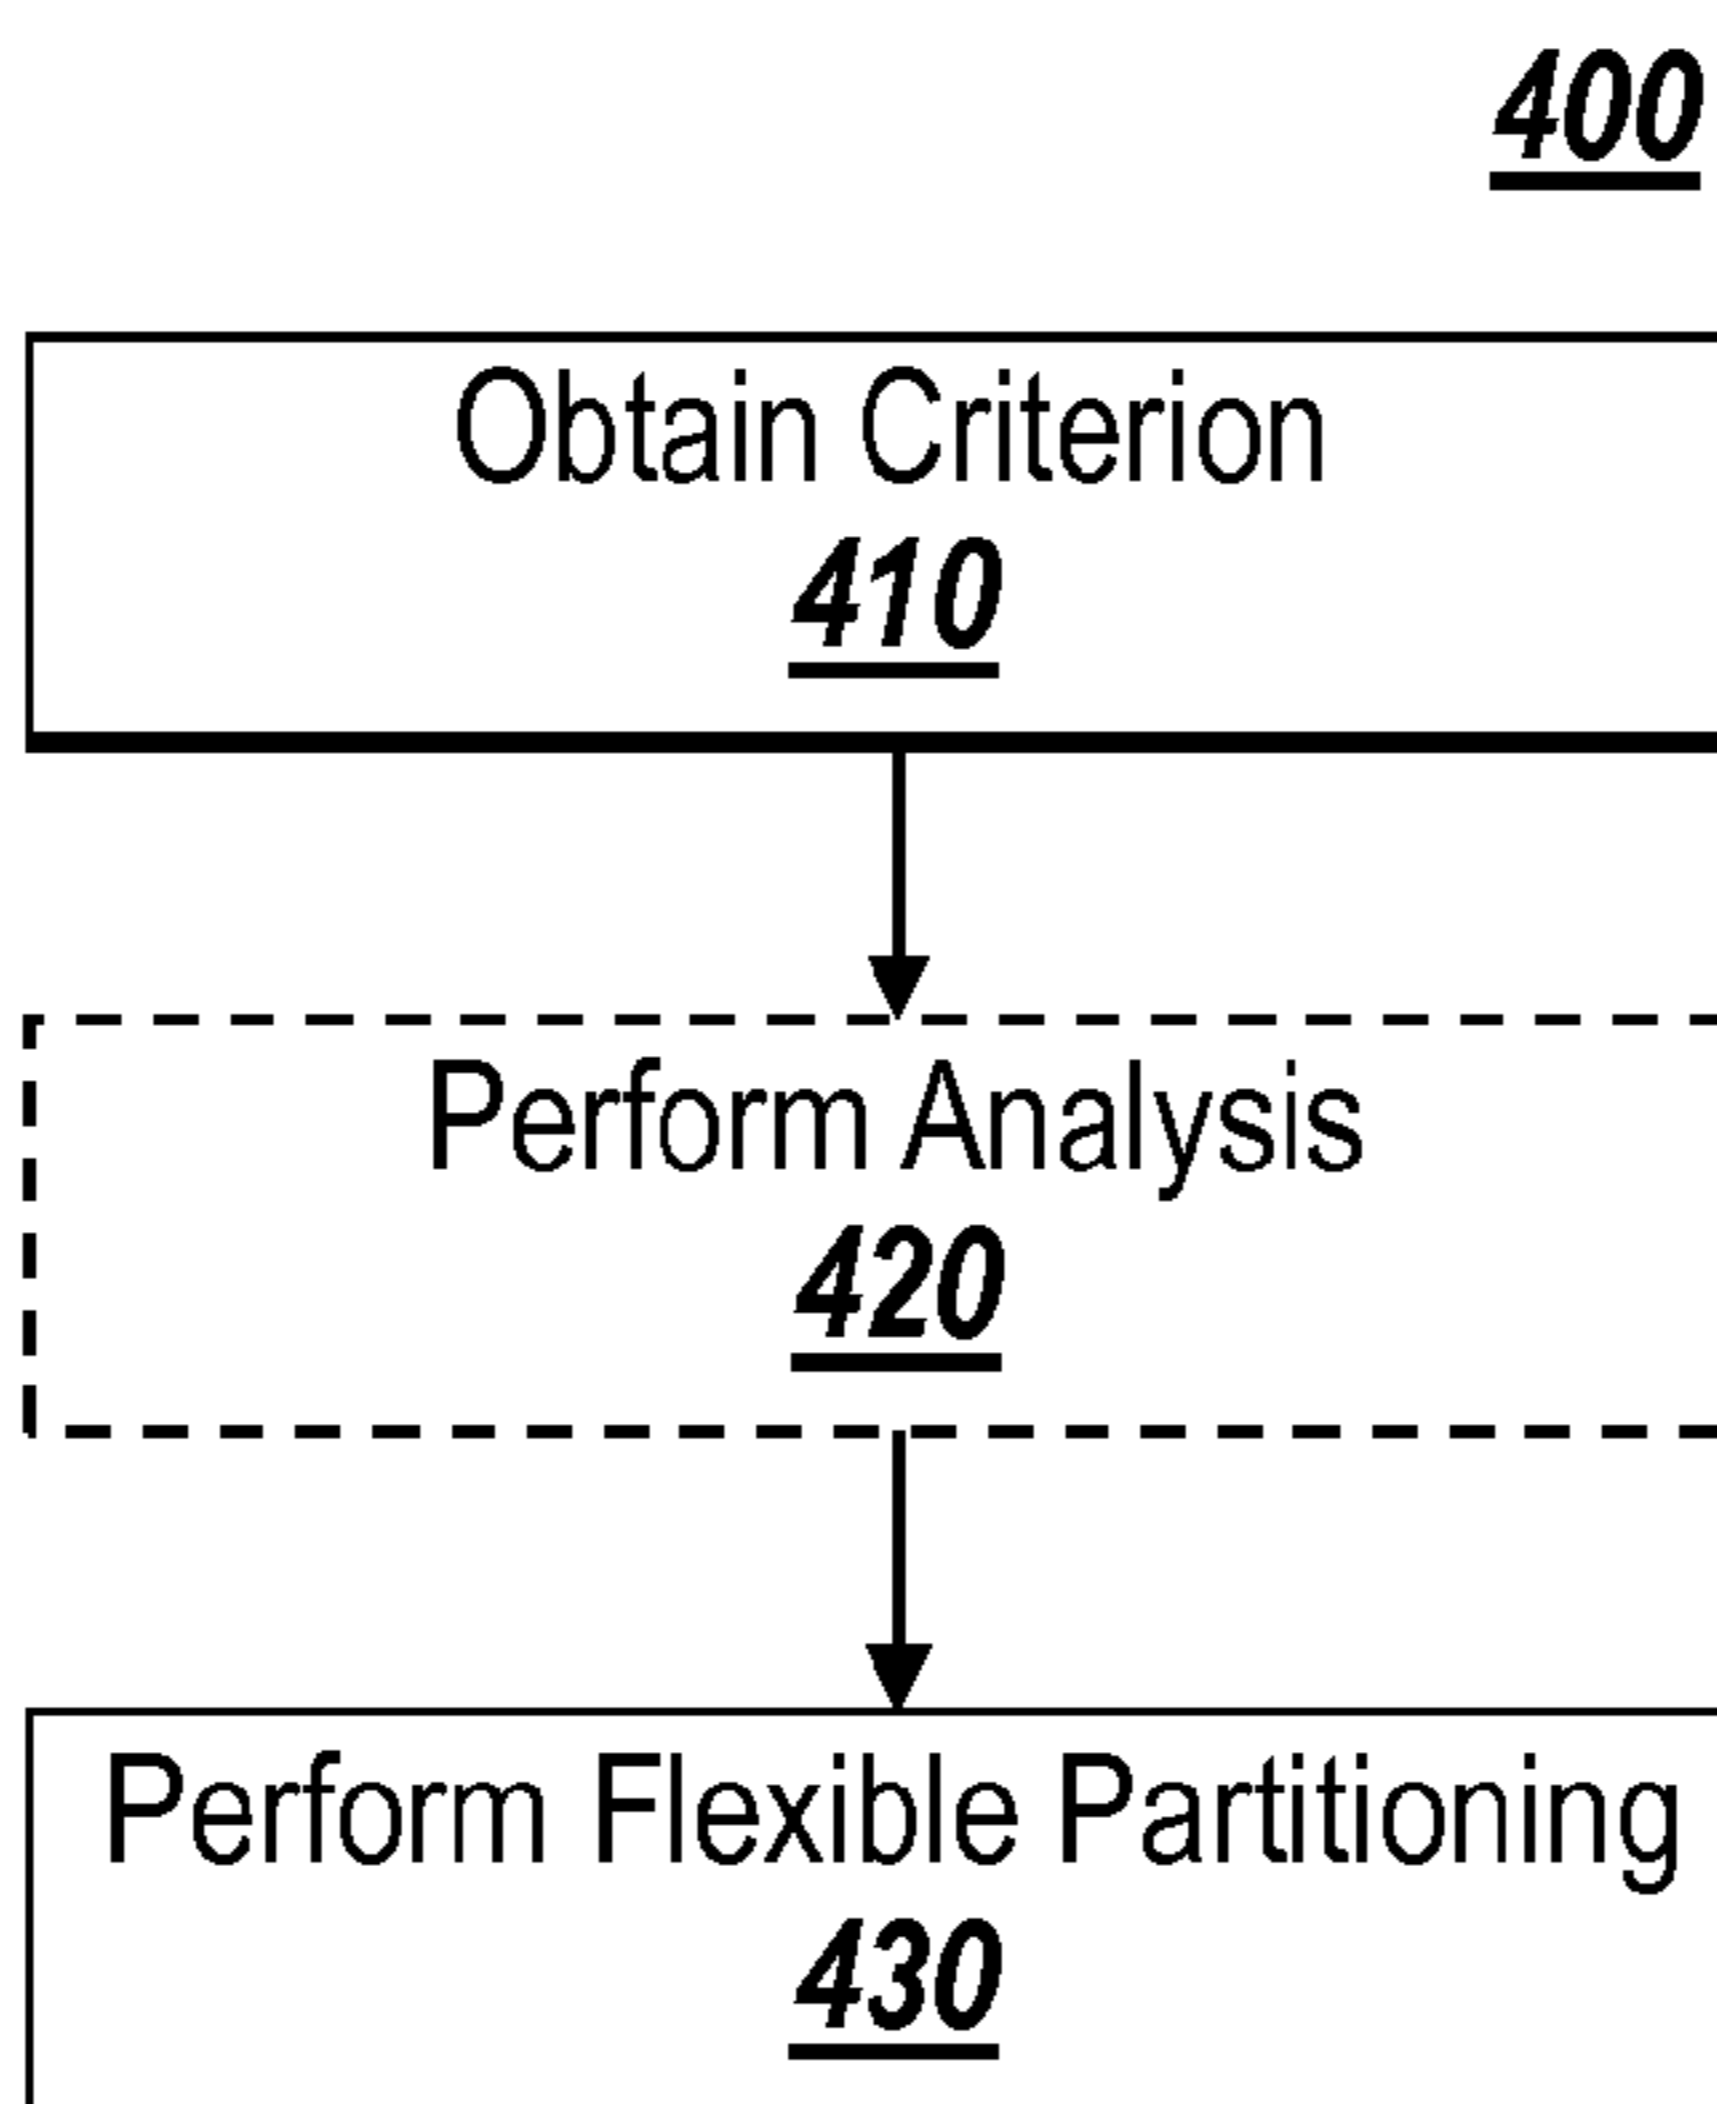 400
Obtain Criterion
410
Perform Analysis
420
Perform Flexible Partitioning
430